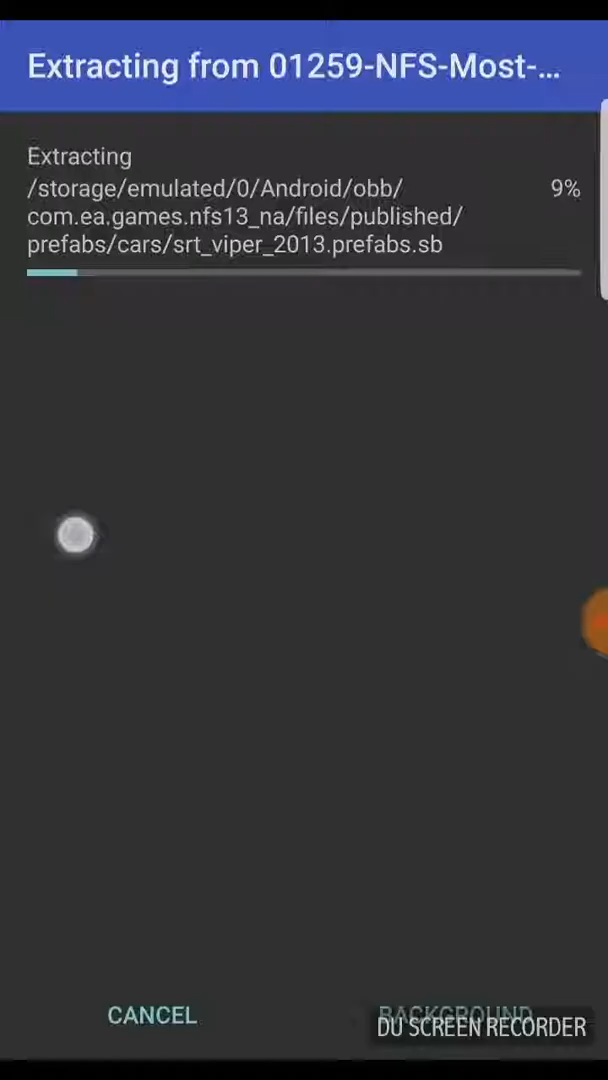 Extracting from 01259-NFS-Most-...
Extracting
/storage/emulated/0/Android/obb/ 9%
com.ea.games.nfs13_na/files/published/
prefabs/cars/srt_viper_2013.prefabs.sb
CANCEL BACKGROUND
DU SCREEN RECORDER